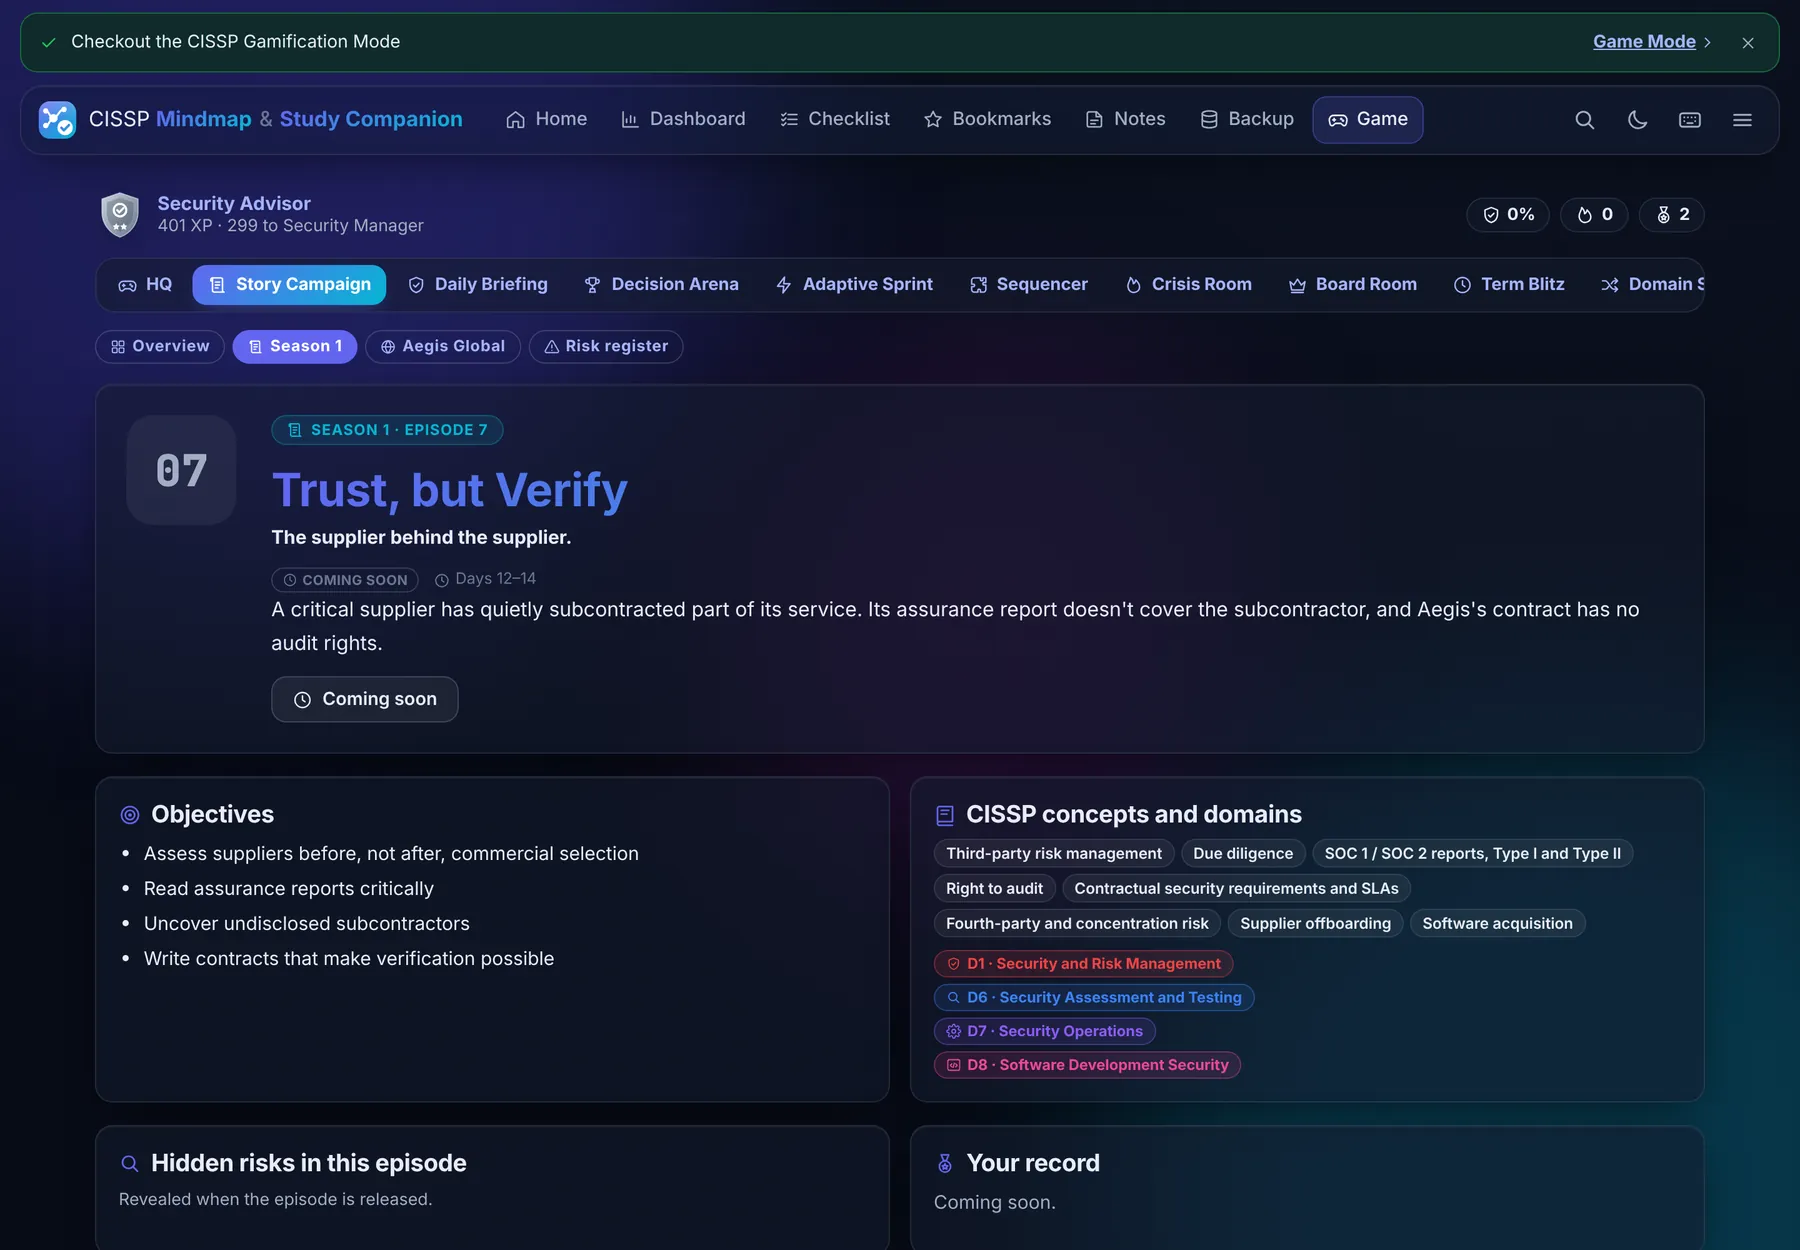 Checkout the CISSP Gamification Mode
Game Mode
CISSP Mindmap & Study Companion
Home
Dashboard
Checklist
Bookmarks
Notes
Backup
Game
Security Advisor
401 XP · 299 to Security Manager
0%
0
2
HQ
Story Campaign
Daily Briefing
Decision Arena
Adaptive Sprint
Sequencer
Crisis Room
Board Room
Term Blitz
Domain S
Overview
Season 1
Aegis Global
Risk register
07
SEASON 1 · EPISODE 7
Trust, but Verify
The supplier behind the supplier.
COMING SOON
Days 12–14
A critical supplier has quietly subcontracted part of its service. Its assurance report doesn't cover the subcontractor, and Aegis's contract has no
audit rights.
Coming soon
Objectives
• Assess suppliers before, not after, commercial selection
• Read assurance reports critically
• Uncover undisclosed subcontractors
• Write contracts that make verification possible
CISSP concepts and domains
Third-party risk management
Due diligence
SOC 1 / SOC 2 reports, Type I and Type II
Right to audit
Contractual security requirements and SLAs
Fourth-party and concentration risk
Supplier offboarding
Software acquisition
D1 · Security and Risk Management
D6 · Security Assessment and Testing
D7 · Security Operations
D8 · Software Development Security
Hidden risks in this episode
Revealed when the episode is released.
Your record
Coming soon.